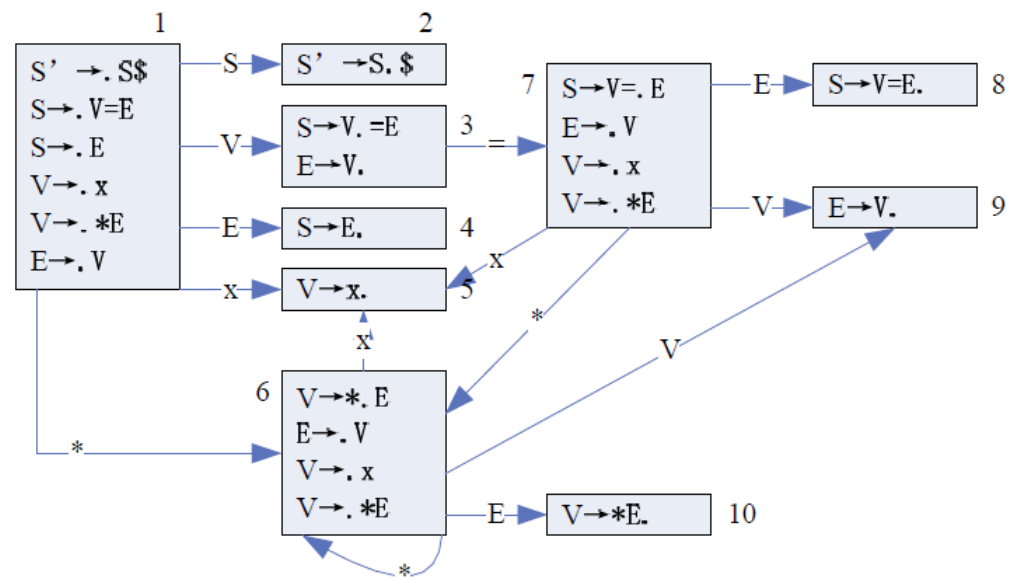 1
S' →.S$
S→.V=E
S→.E
V→.x
V→.*E
E→.V
S
2
S' →S.$
V
S→V.=E
E→V.
3
=
E
S→E.
4
x
V→x.
5
7
S→V=.E
E→.V
V→.x
V→.*E
E
S→V=E.
8
V
E→V.
9
x
*
x
V
*
6
V→*.E
E→.V
V→.x
V→.*E
E
V→*E.
10
*